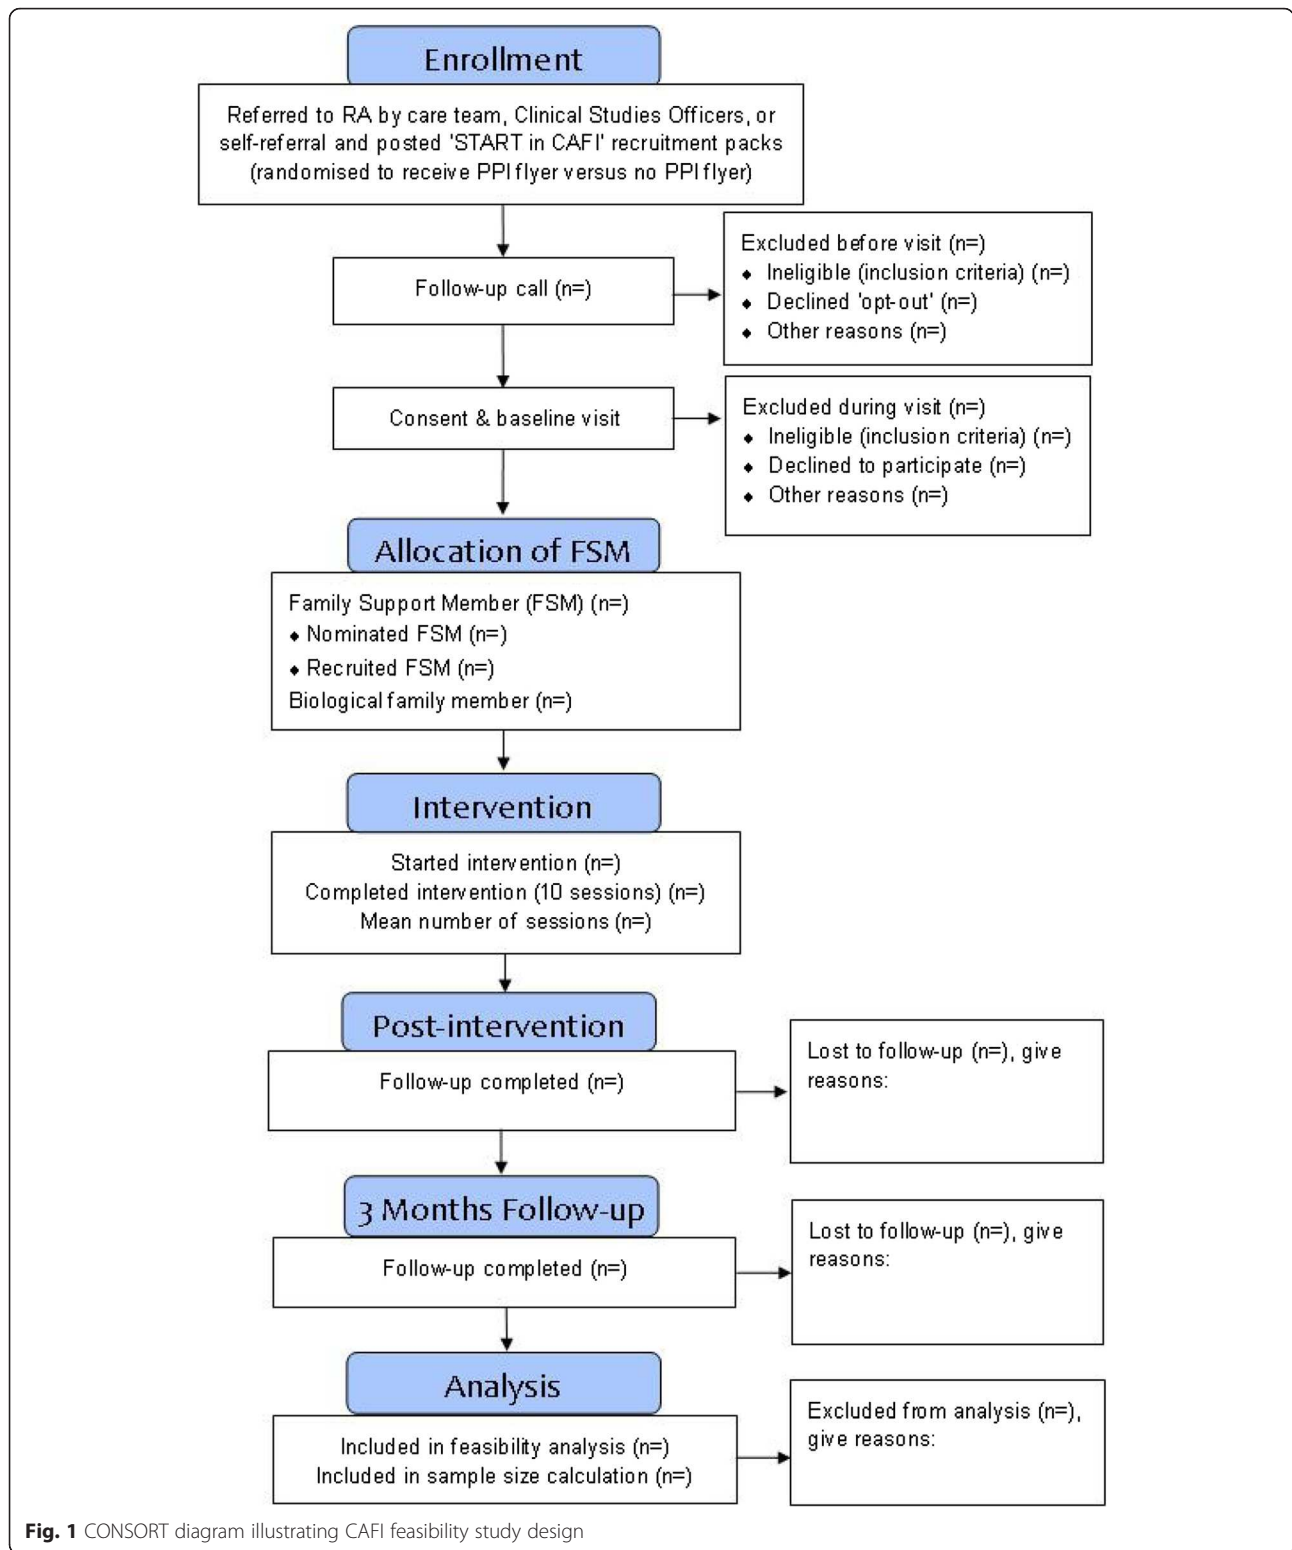 Enrollment
Referred to RA by care team, Clinical Studies Officers, or
self-referral and posted 'START in CAFI' recruitment packs
(randomised to receive PPI flyer versus no PPI flyer)
Follow-up call (n=)
Excluded before visit (n=)
♦ Ineligible (inclusion criteria) (n=)
♦ Declined 'opt-out' (n=)
♦ Other reasons (n=)
Consent & baseline visit
Excluded during visit (n=)
♦ Ineligible (inclusion criteria) (n=)
♦ Declined to participate (n=)
♦ Other reasons (n=)
Allocation of FSM
Family Support Member (FSM) (n=)
♦ Nominated FSM (n=)
♦ Recruited FSM (n=)
Biological family member (n=)
Intervention
Started intervention (n=)
Completed intervention (10 sessions) (n=)
Mean number of sessions (n=)
Post-intervention
Follow-up completed (n=)
Lost to follow-up (n=), give
reasons:
3 Months Follow-up
Follow-up completed (n=)
Lost to follow-up (n=), give
reasons:
Analysis
Included in feasibility analysis (n=)
Included in sample size calculation (n=)
Excluded from analysis (n=),
give reasons:
Fig. 1 CONSORT diagram illustrating CAFI feasibility study design